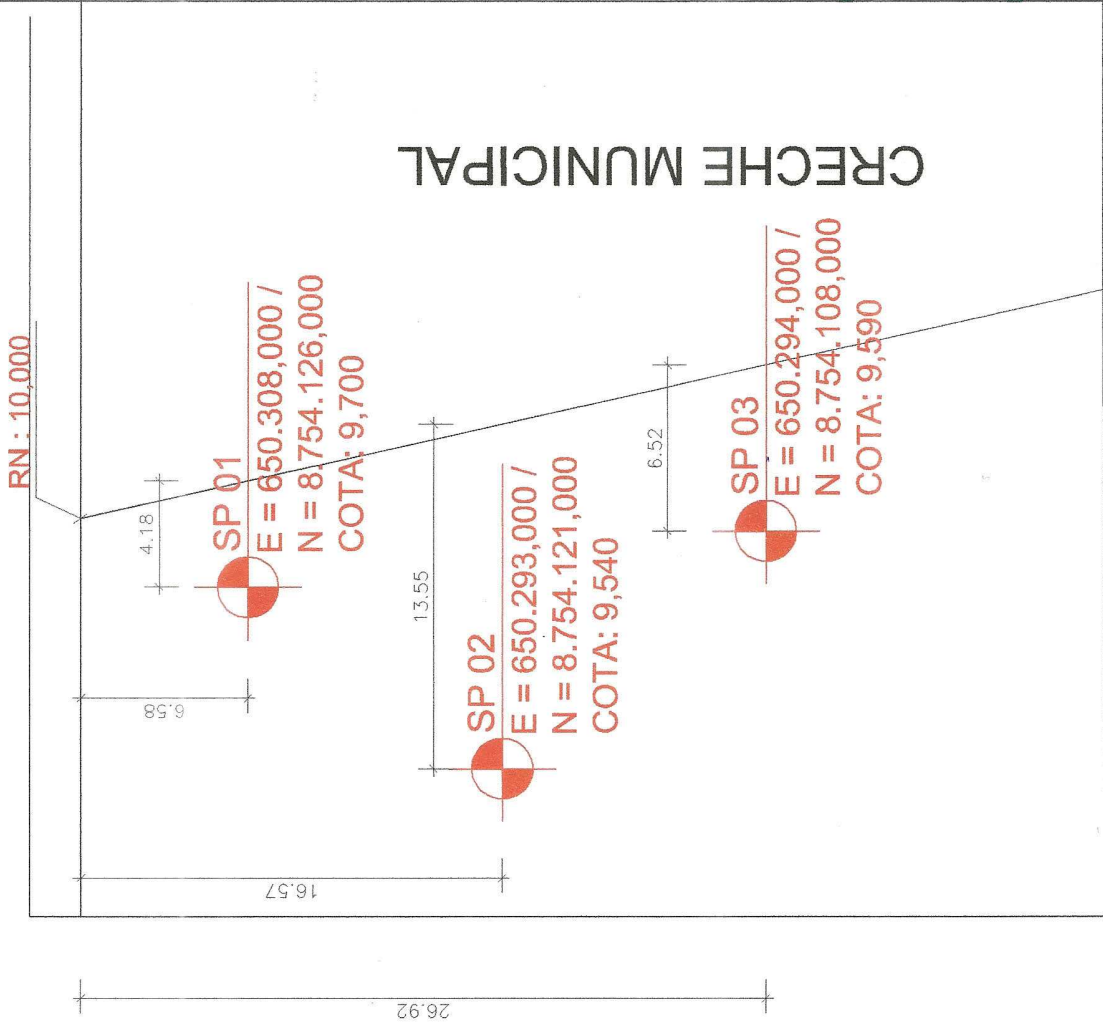 RN: 10,000
CRECHE MUNICIPAL
4.18
SP 01
E = 650.308,000 /
N = 8.754.126,000
COTA: 9,700
6.58
13.55
SP 02
E = 650.293,000 /
N = 8.754.121,000
COTA: 9,540
16.57
6.52
SP 03
E = 650.294,000 /
N = 8.754.108,000
COTA: 9,590
26.92